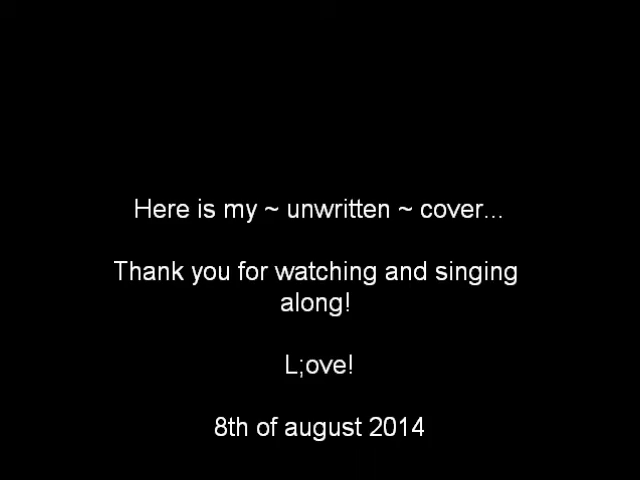 Here is my ~ unwritten ~ cover...
Thank you for watching and singing
along!
L;ove!
8th of august 2014